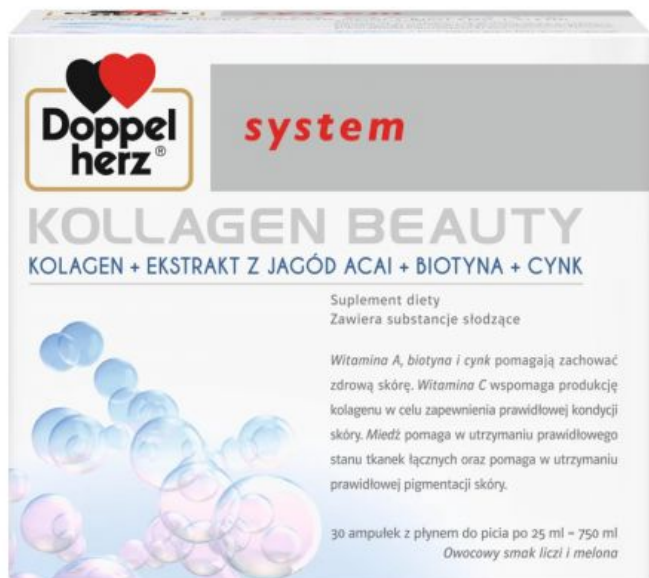 Doppel
herz®
system
KOLLAGEN BEAUTY
KOLAGEN + EKSTRAKT Z JAGÓD ACAI + BIOTYNA + CYNK
Suplement diety
Zawiera substancje słodzące
Witamina A, biotyna i cynk pomagają zachować
zdrową skórę. Witamina C wspomaga produkcję
kolagenu w celu zapewnienia prawidłowej kondycji
skóry. Miedź pomaga w utrzymaniu prawidłowego
stanu tkanek łącznych oraz pomaga w utrzymaniu
prawidłowej pigmentacji skóry.
30 ampułek z płynem do picia po 25 ml = 750 ml
Owocowy smak liczi i melona